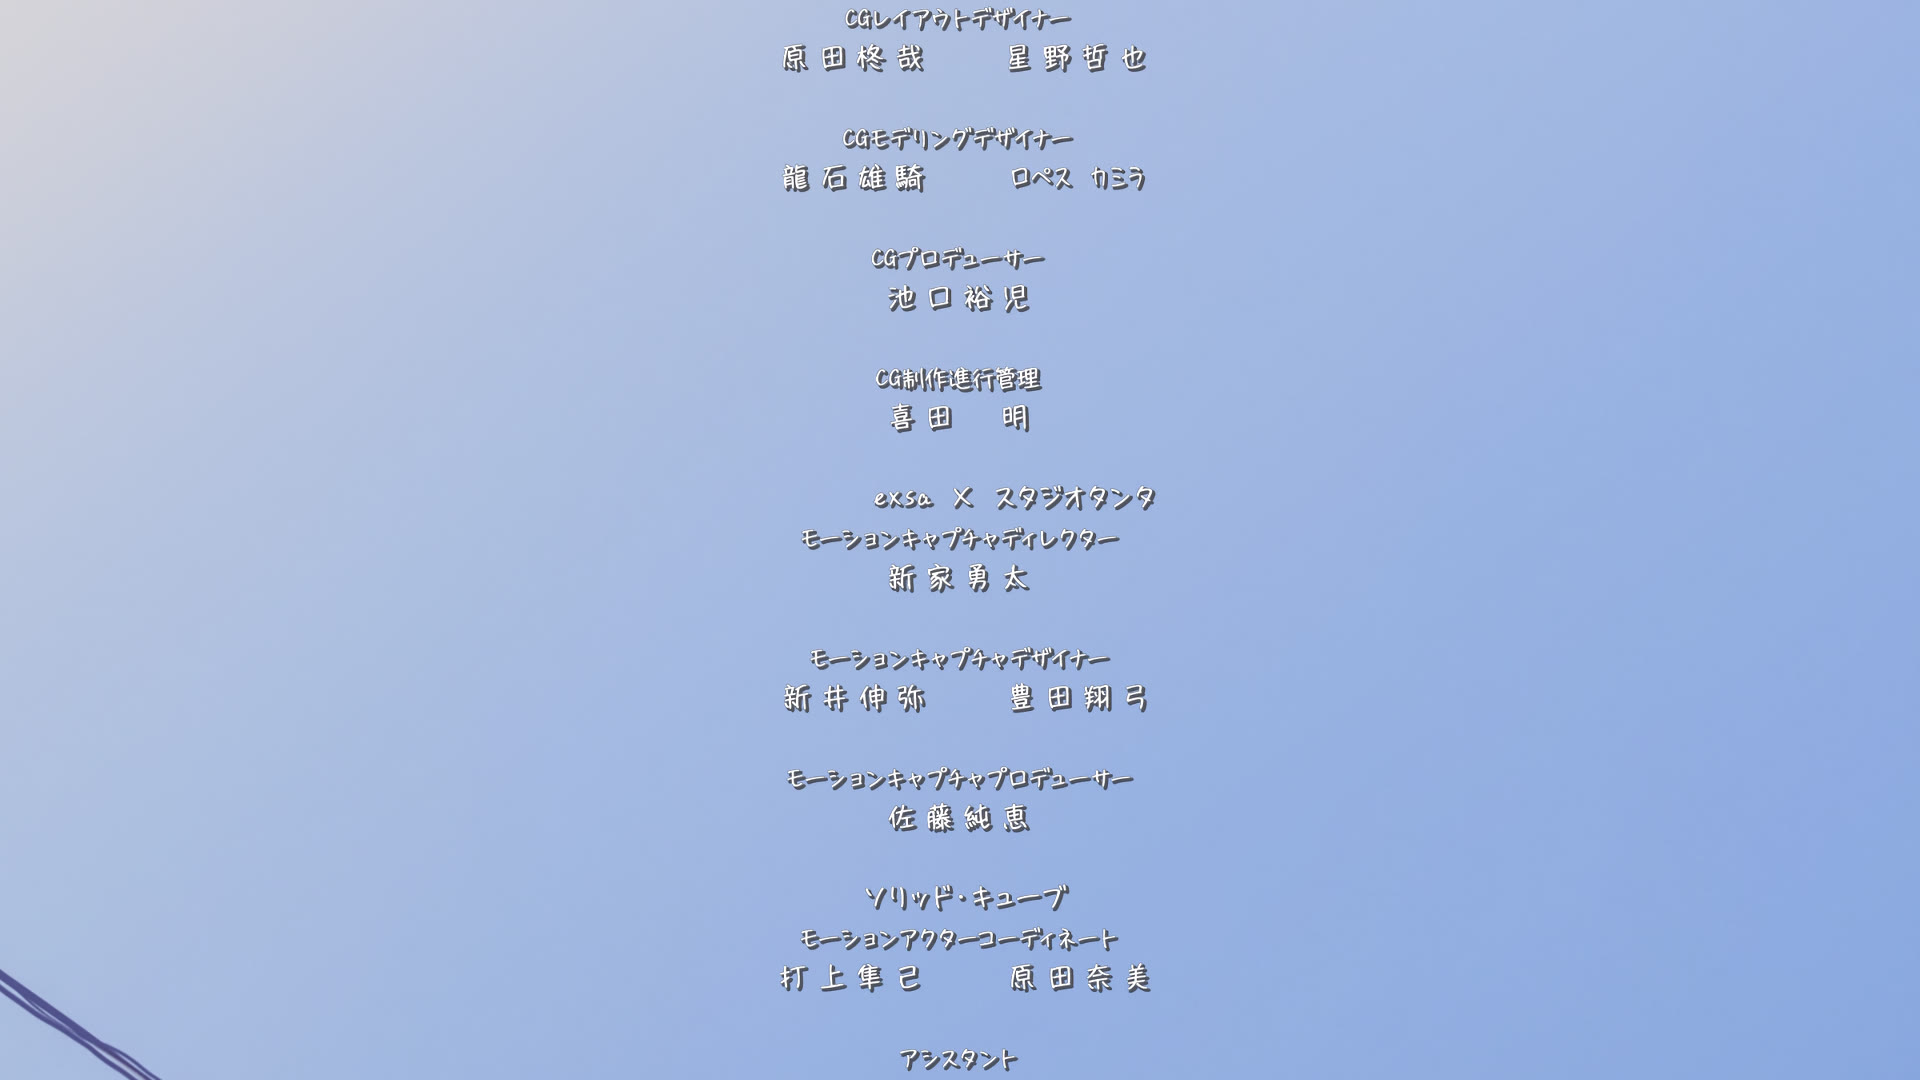 CGレイアウトデザイナー
原田柊哉 星野哲也
CGモデリングデザイナー
龍石雄騎 ロペス カミラ
CGプロデューサー
池口裕児
CG制作進行管理
喜田 明
exsa × スタジオタンタ
モーションキャプチャディレクター
新家勇太
モーションキャプチャデザイナー
新井伸弥 豊田翔弓
モーションキャプチャプロデューサー
佐藤純恵
ソリッド・キューブ
モーションアクターコーディネート
打上隼己 原田奈美
アシスタント